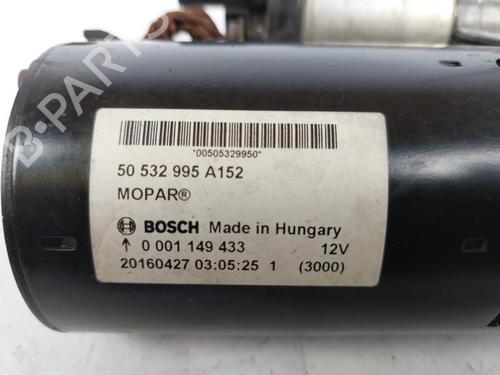 B-PARTS
*00505329950*
50 532 995 A152
MOPAR®
BOSCH Made in Hungary
↑ 0 001 149 433 12V
20160427 03:05:25 1 (3000)